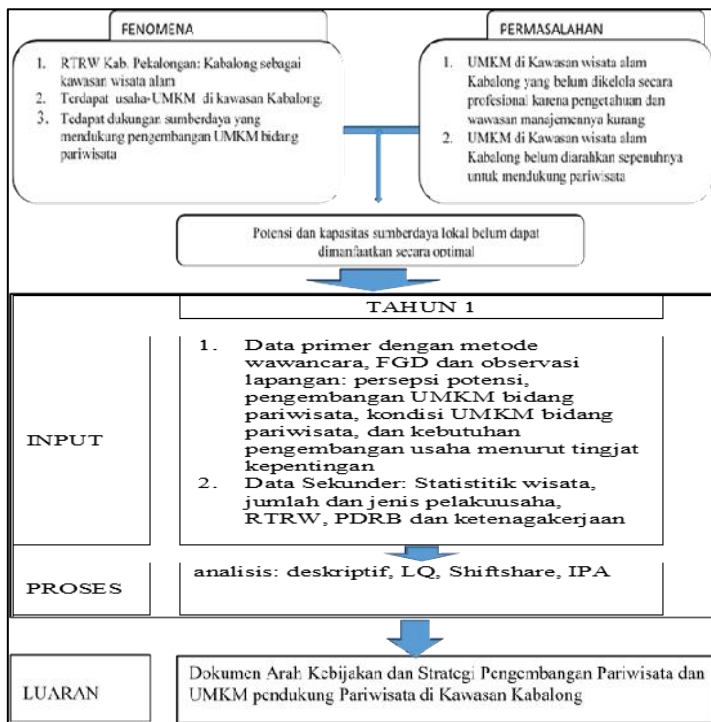 FENOMENA
1. RTRW Kab. Pekalongan: Kabalong sebagai
kawasan wisata alam
2. Terdapat usaha-UMKM di kawasan Kabalong.
3. Tedapat dukungan sumberdaya yang
mendukung pengembangan UMKM bidang
pariwisata
PERMASALAHAN
1. UMKM di Kawasan wisata alam
Kabalong yang belum dikelola secara
profesional karena pengetahuan dan
wawasan manajemennya kurang
2. UMKM di Kawasan wisata alam
Kabalong belum diarahkan sepenuhnya
untuk mendukung pariwisata
Potensi dan kapasitas sumberdaya lokal belum dapat
dimanfaatkan secara optimal
TAHUN 1
INPUT
1. Data primer dengan metode
wawancara, FGD dan observasi
lapangan: persepsi potensi,
pengembangan UMKM bidang
pariwisata, kondisi UMKM bidang
pariwisata, dan kebutuhan
pengembangan usaha menurut tingjat
kepentingan
2. Data Sekunder: Statistitik wisata,
jumlah dan jenis pelakuusaha,
RTRW, PDRB dan ketenagakerjaan
PROSES
analisis: deskriptif, LQ, Shiftshare, IPA
LUARAN
Dokumen Arah Kebijakan dan Strategi Pengembangan Pariwisata dan
UMKM pendukung Pariwisata di Kawasan Kabalong